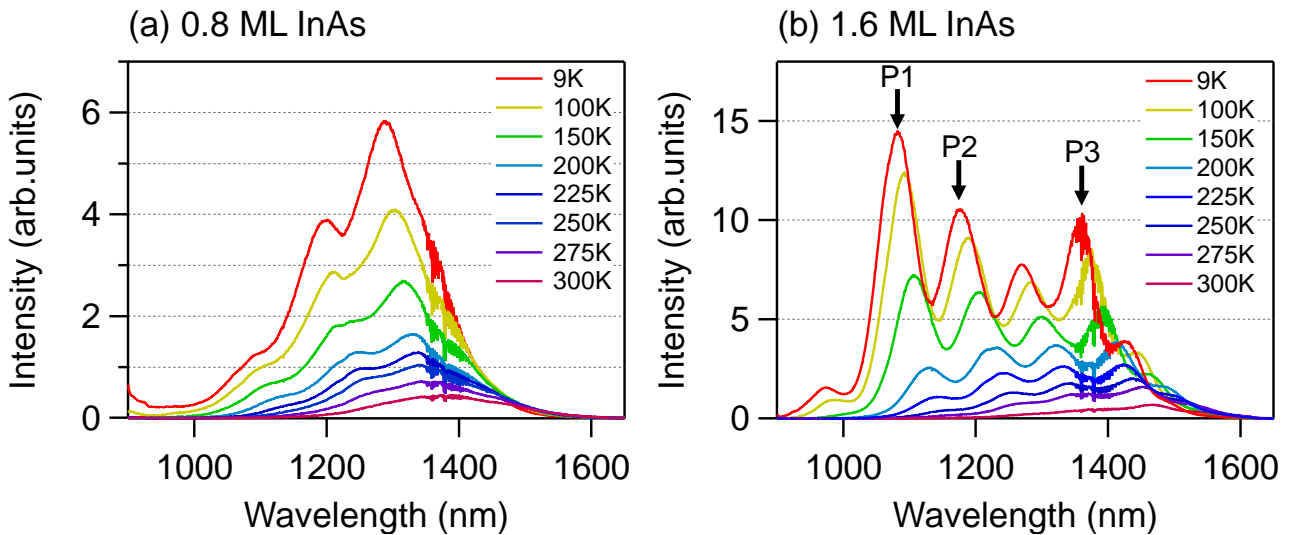 (a) 0.8 ML InAs
Intensity (arb.units)
6
4
2
0
9K
100K
150K
200K
225K
250K
275K
300K
1000
1200
1400
1600
Wavelength (nm)
(b) 1.6 ML InAs
Intensity (arb.units)
15
10
5
0
P1
P2
P3
9K
100K
150K
200K
225K
250K
275K
300K
1000
1200
1400
1600
Wavelength (nm)